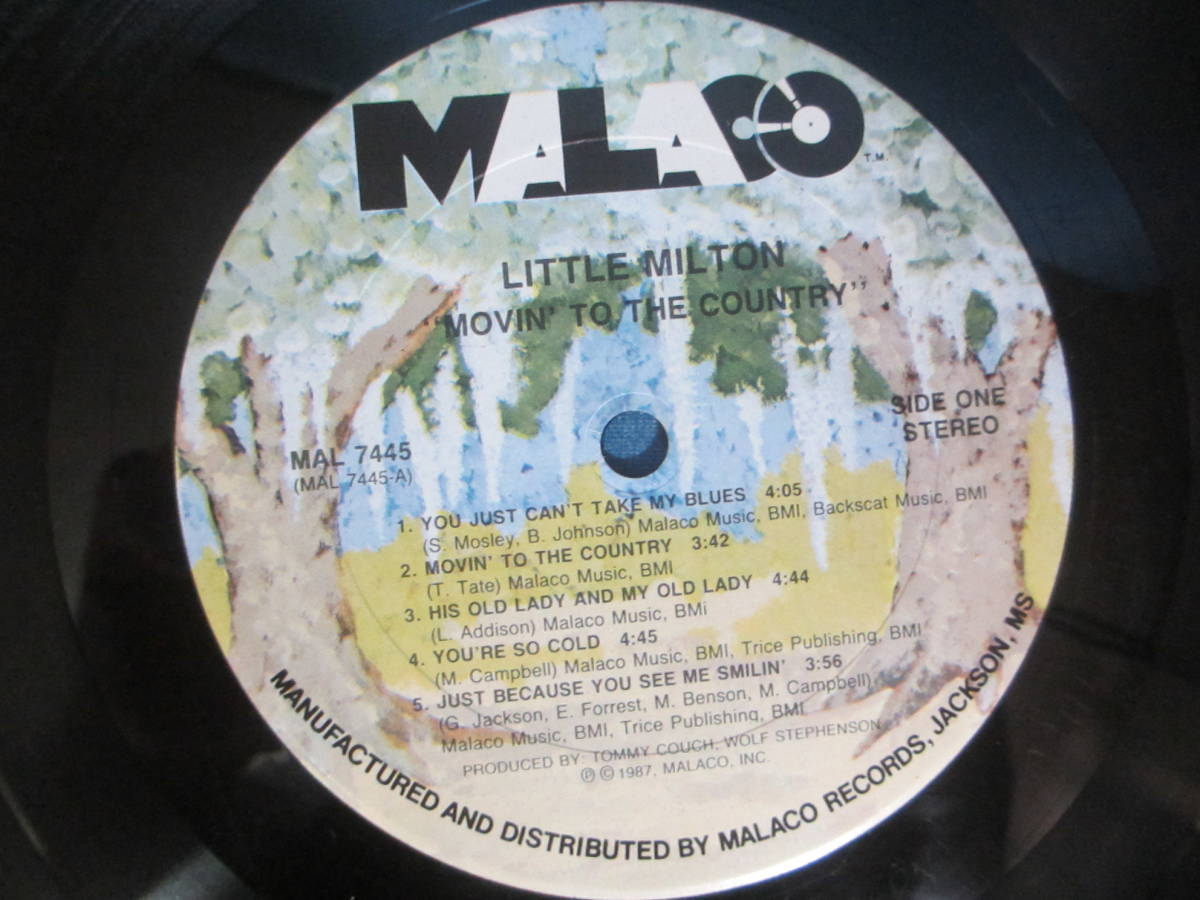 MALACO
T.M.
LITTLE MILTON
"MOVIN' TO THE COUNTRY"
SIDE ONE
STEREO
MAL 7445
(MAL 7445-A)
1. YOU JUST CAN'T TAKE MY BLUES 4:05
(S. Mosley, B. Johnson) Malaco Music, BMI, Backscat Music, BMI
2. MOVIN' TO THE COUNTRY 3:42
(T. Tate) Malaco Music, BMI
3. HIS OLD LADY AND MY OLD LADY 4:44
(L. Addison) Malaco Music, BMi
4. YOU'RE SO COLD 4:45
(M. Campbell) Malaco Music, BMI, Trice Publishing, BMI
5. JUST BECAUSE YOU SEE ME SMILIN' 3:56
(G. Jackson, E. Forrest, M. Benson, M. Campbell)
Malaco Music, BMI, Trice Publishing, BMI
PRODUCED BY: TOMMY COUCH, WOLF STEPHENSON
℗ © 1987, MALACO, INC.
MANUFACTURED AND DISTRIBUTED BY MALACO RECORDS, JACKSON, MS